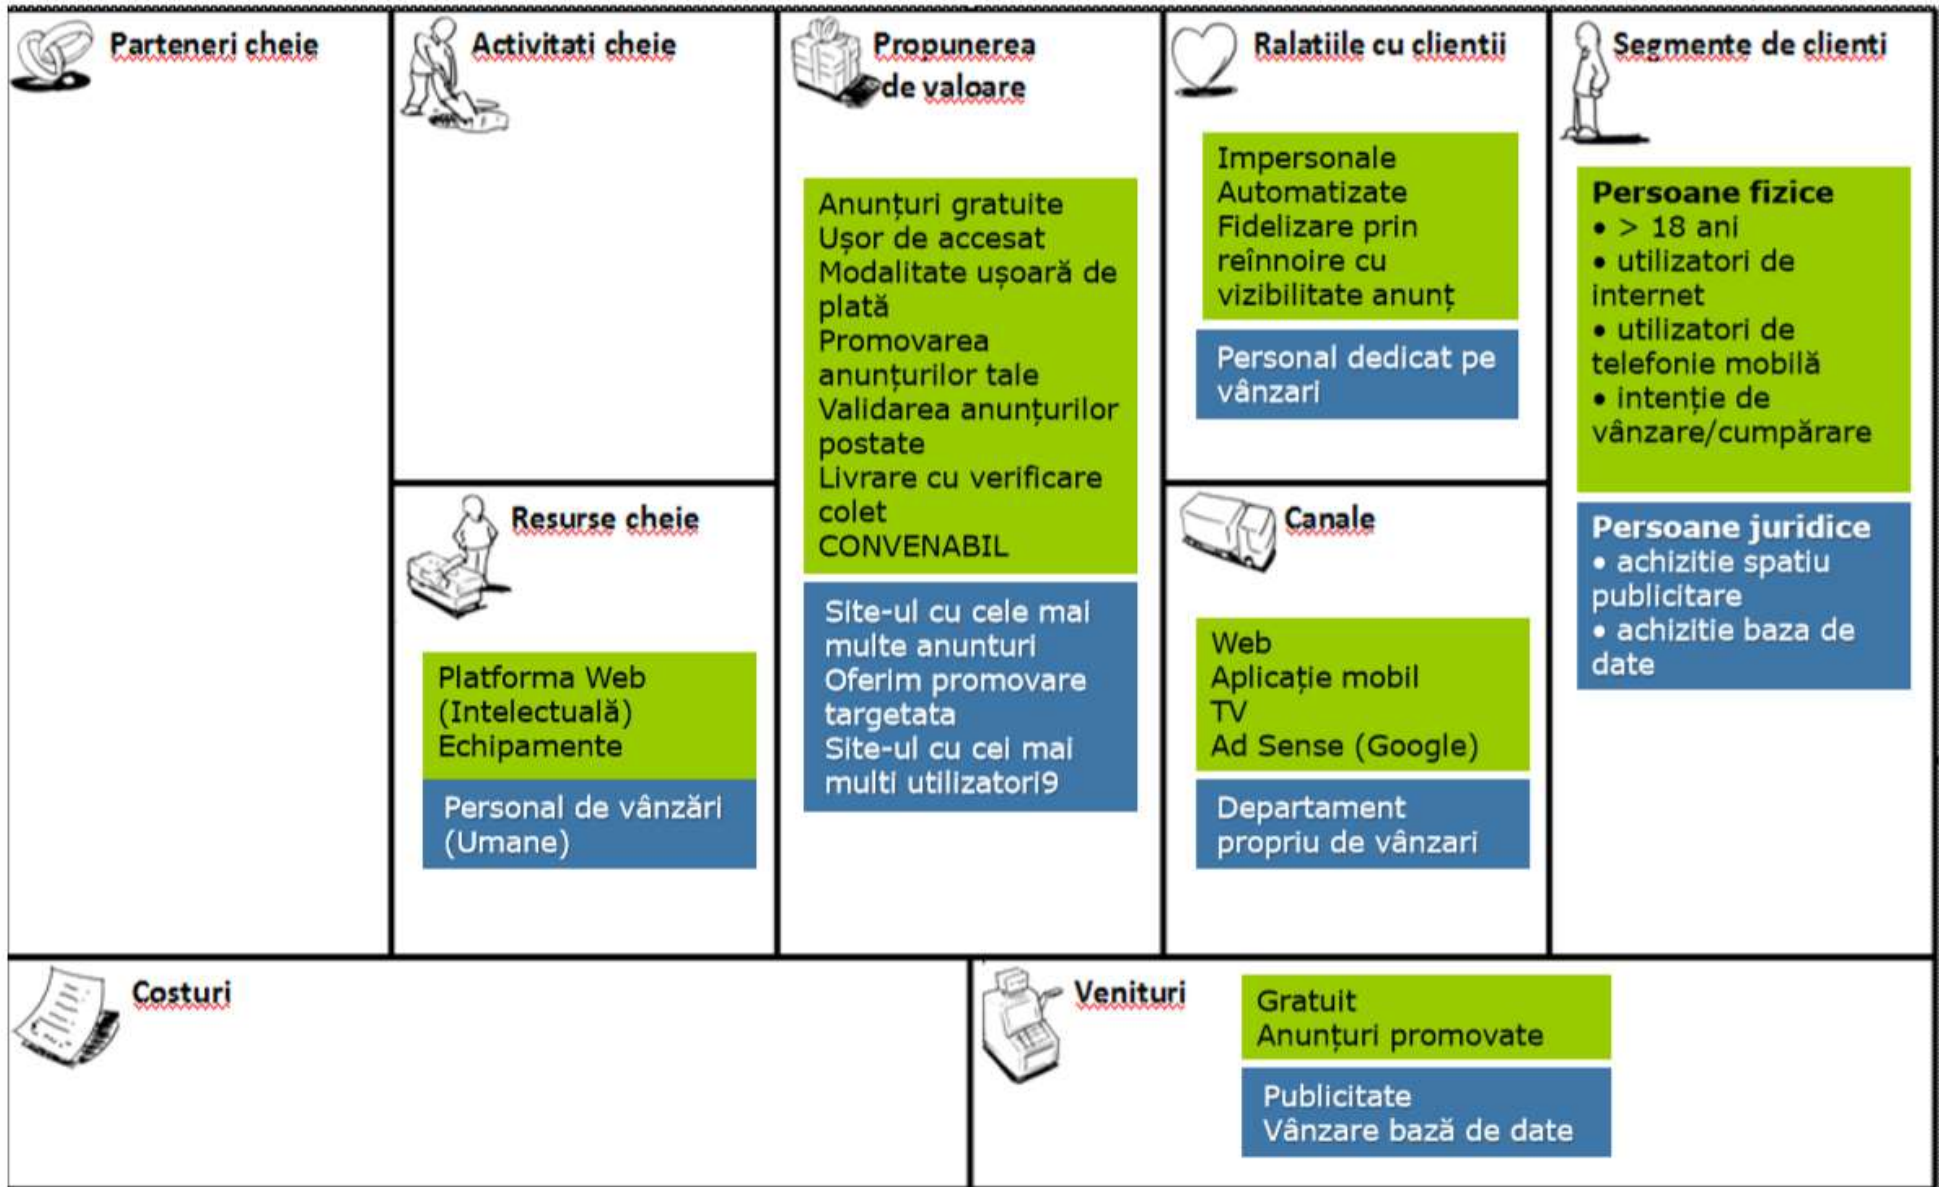 Parteneri cheie
Activitati cheie
Propunerea
de valoare
Anunțuri gratuite
Ușor de accesat
Modalitate ușoară de
plată
Promovarea
anunțurilor tale
Validarea anunțurilor
postate
Livrare cu verificare
colet
CONVENABIL
Site-ul cu cele mai
multe anunturi
Oferim promovare
targetata
Site-ul cu cei mai
multi utilizatori9
Ralatiile cu clientii
Impersonale
Automatizate
Fidelizare prin
reînnoire cu
vizibilitate anunț
Personal dedicat pe
vânzari
Segmente de clienti
Persoane fizice
• > 18 ani
• utilizatori de
internet
• utilizatori de
telefonie mobilă
• intenție de
vânzare/cumpărare
Persoane juridice
• achizitie spatiu
publicitare
• achizitie baza de
date
Resurse cheie
Platforma Web
(Intelectuală)
Echipamente
Personal de vânzări
(Umane)
Canale
Web
Aplicație mobil
TV
Ad Sense (Google)
Departament
propriu de vânzari
Costuri
Venituri
Gratuit
Anunțuri promovate
Publicitate
Vânzare bază de date